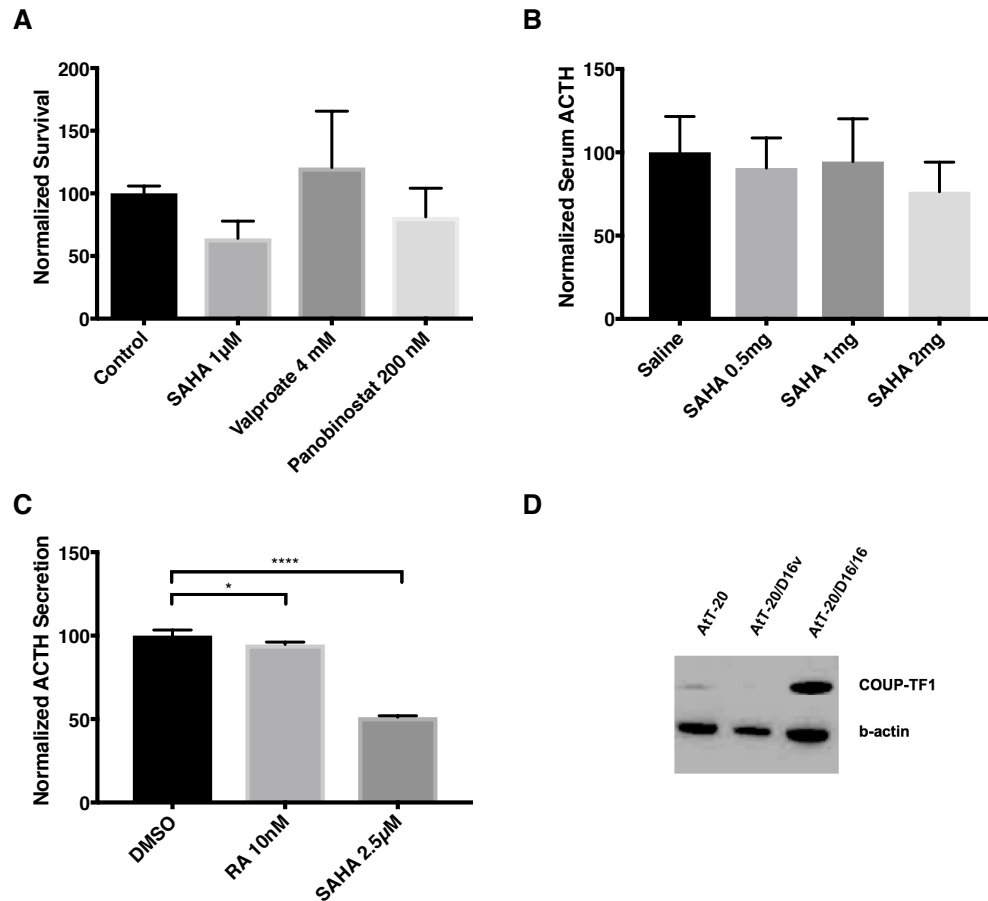 A
Normalized Survival
200
150
100
50
0
Control
SAHA 1µM
Valproate 4 mM
Panobinostat 200 nM
B
Normalized Serum ACTH
150
100
50
0
Saline
SAHA 0.5mg
SAHA 1mg
SAHA 2mg
C
Normalized ACTH Secretion
150
100
50
0
****
*
DMSO
RA 10nM
SAHA 2.5µM
D
AtT-20
AtT-20/D16v
AtT-20/D16/16
COUP-TF1
b-actin